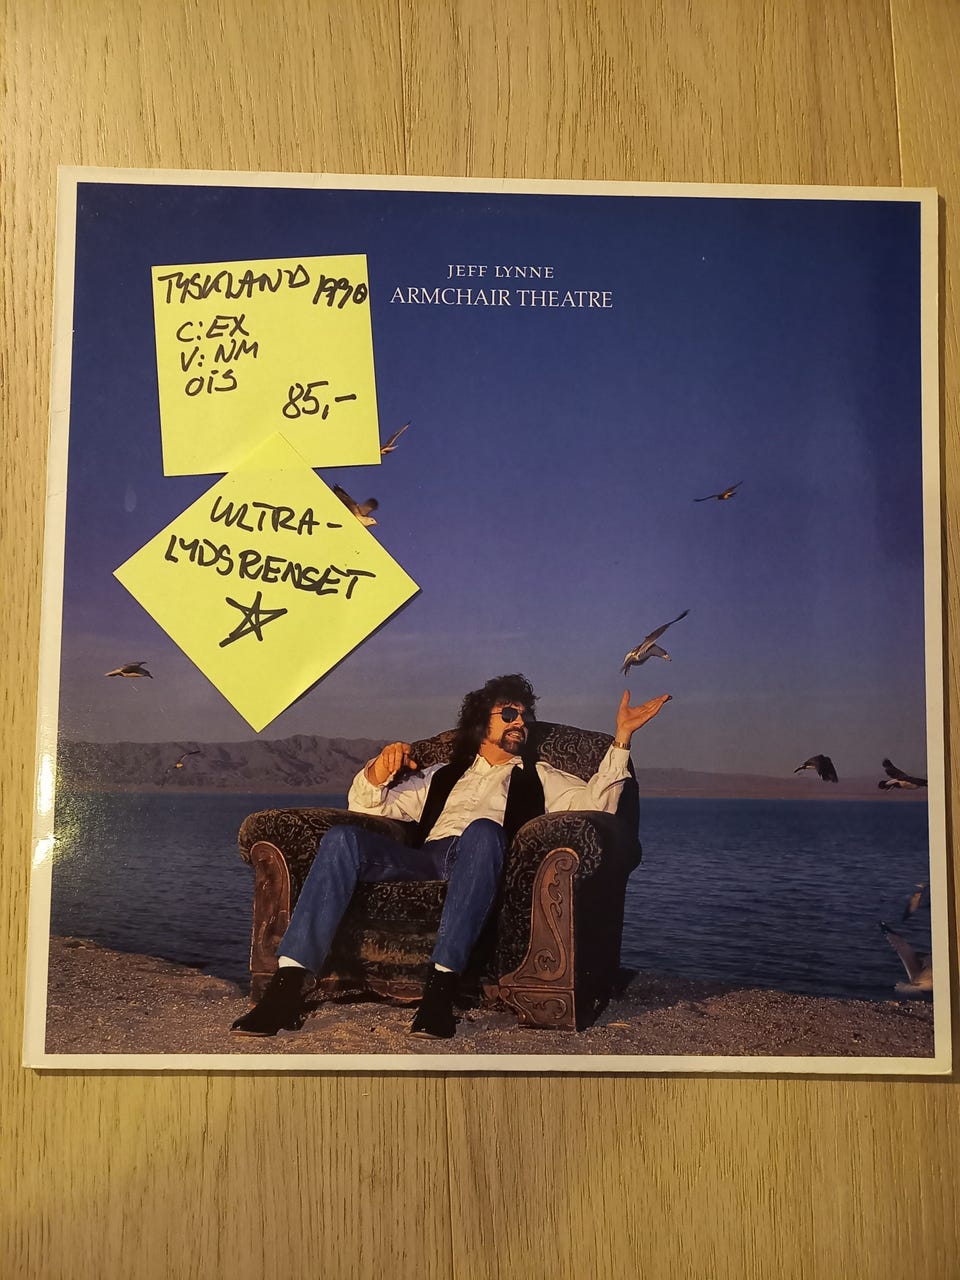 JEFF LYNNE
ARMCHAIR THEATRE
TYSKLAND 1990
C: EX
V: NM
OIS
85,-
ULTRA-
LYDSRENSET